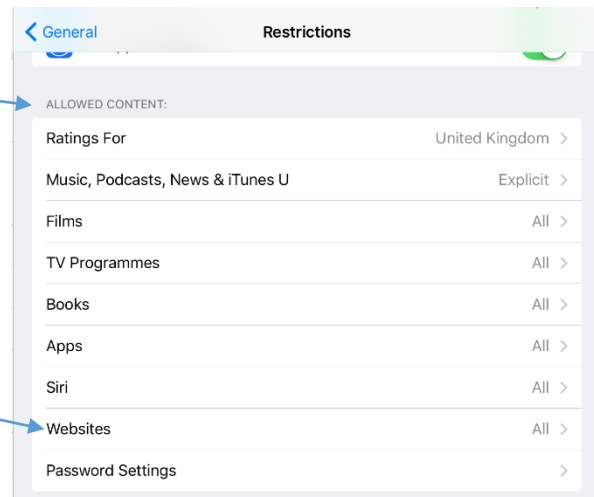 General Restrictions
ALLOWED CONTENT:
Ratings For United Kingdom
Music, Podcasts, News & iTunes U Explicit
Films All
TV Programmes All
Books All
Apps All
Siri All
Websites All
Password Settings